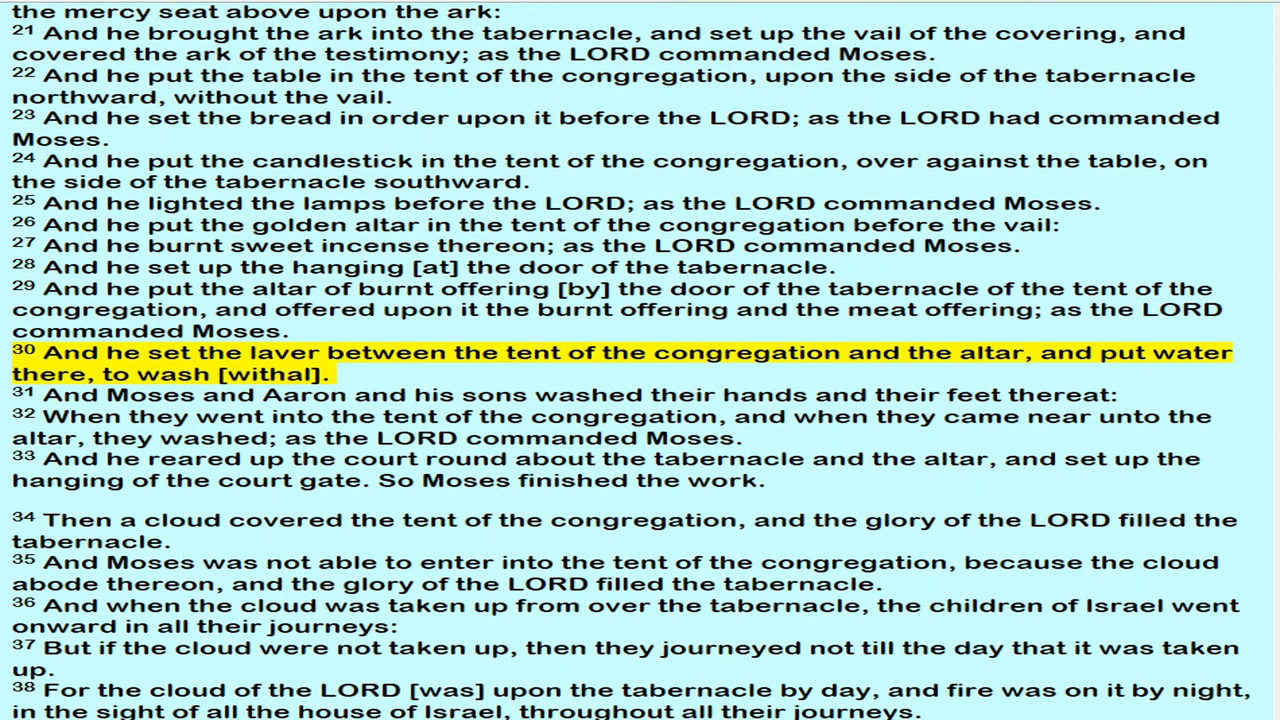 the mercy seat above upon the ark:
21 And he brought the ark into the tabernacle, and set up the vail of the covering, and
covered the ark of the testimony; as the LORD commanded Moses.
22 And he put the table in the tent of the congregation, upon the side of the tabernacle
northward, without the vail.
23 And he set the bread in order upon it before the LORD; as the LORD had commanded
Moses.
24 And he put the candlestick in the tent of the congregation, over against the table, on
the side of the tabernacle southward.
25 And he lighted the lamps before the LORD; as the LORD commanded Moses.
26 And he put the golden altar in the tent of the congregation before the vail:
27 And he burnt sweet incense thereon; as the LORD commanded Moses.
28 And he set up the hanging [at] the door of the tabernacle.
29 And he put the altar of burnt offering [by] the door of the tabernacle of the tent of the
congregation, and offered upon it the burnt offering and the meat offering; as the LORD
commanded Moses.
30 And he set the laver between the tent of the congregation and the altar, and put water
there, to wash [withal].
31 And Moses and Aaron and his sons washed their hands and their feet thereat:
32 When they went into the tent of the congregation, and when they came near unto the
altar, they washed; as the LORD commanded Moses.
33 And he reared up the court round about the tabernacle and the altar, and set up the
hanging of the court gate. So Moses finished the work.
34 Then a cloud covered the tent of the congregation, and the glory of the LORD filled the
tabernacle.
35 And Moses was not able to enter into the tent of the congregation, because the cloud
abode thereon, and the glory of the LORD filled the tabernacle.
36 And when the cloud was taken up from over the tabernacle, the children of Israel went
onward in all their journeys:
37 But if the cloud were not taken up, then they journeyed not till the day that it was taken
up.
38 For the cloud of the LORD [was] upon the tabernacle by day, and fire was on it by night,
in the sight of all the house of Israel, throughout all their journeys.